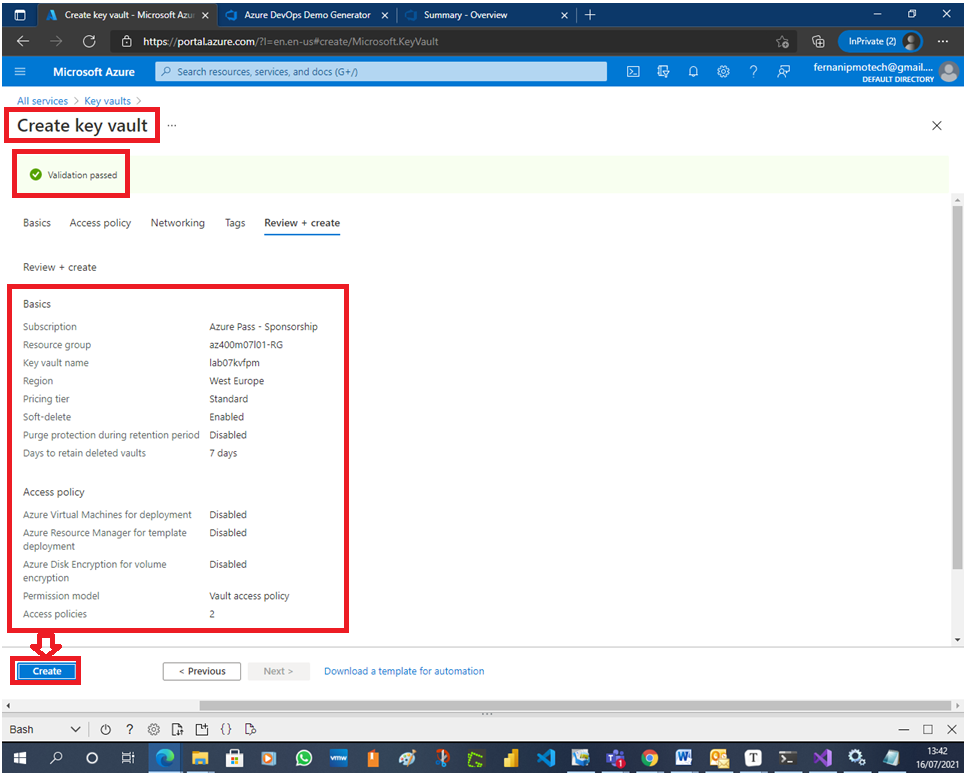 Create key vault - Microsoft Azu
Azure DevOps Demo Generator
Summary - Overview
https://portal.azure.com/?l=en.en-us#create/Microsoft.KeyVault
InPrivate (2)
Microsoft Azure
Search resources, services, and docs (G+/)
fernanipmotech@gmail....
DEFAULT DIRECTORY
All services > Key vaults >
Create key vault ...
Validation passed
Basics Access policy Networking Tags Review + create
Review + create
Basics
Subscription Azure Pass - Sponsorship
Resource group az400m07l01-RG
Key vault name lab07kvfpm
Region West Europe
Pricing tier Standard
Soft-delete Enabled
Purge protection during retention period Disabled
Days to retain deleted vaults 7 days
Access policy
Azure Virtual Machines for deployment Disabled
Azure Resource Manager for template Disabled
deployment
Azure Disk Encryption for volume Disabled
encryption
Permission model Vault access policy
Access policies 2
Create < Previous Next > Download a template for automation
Bash
13:42
16/07/2021